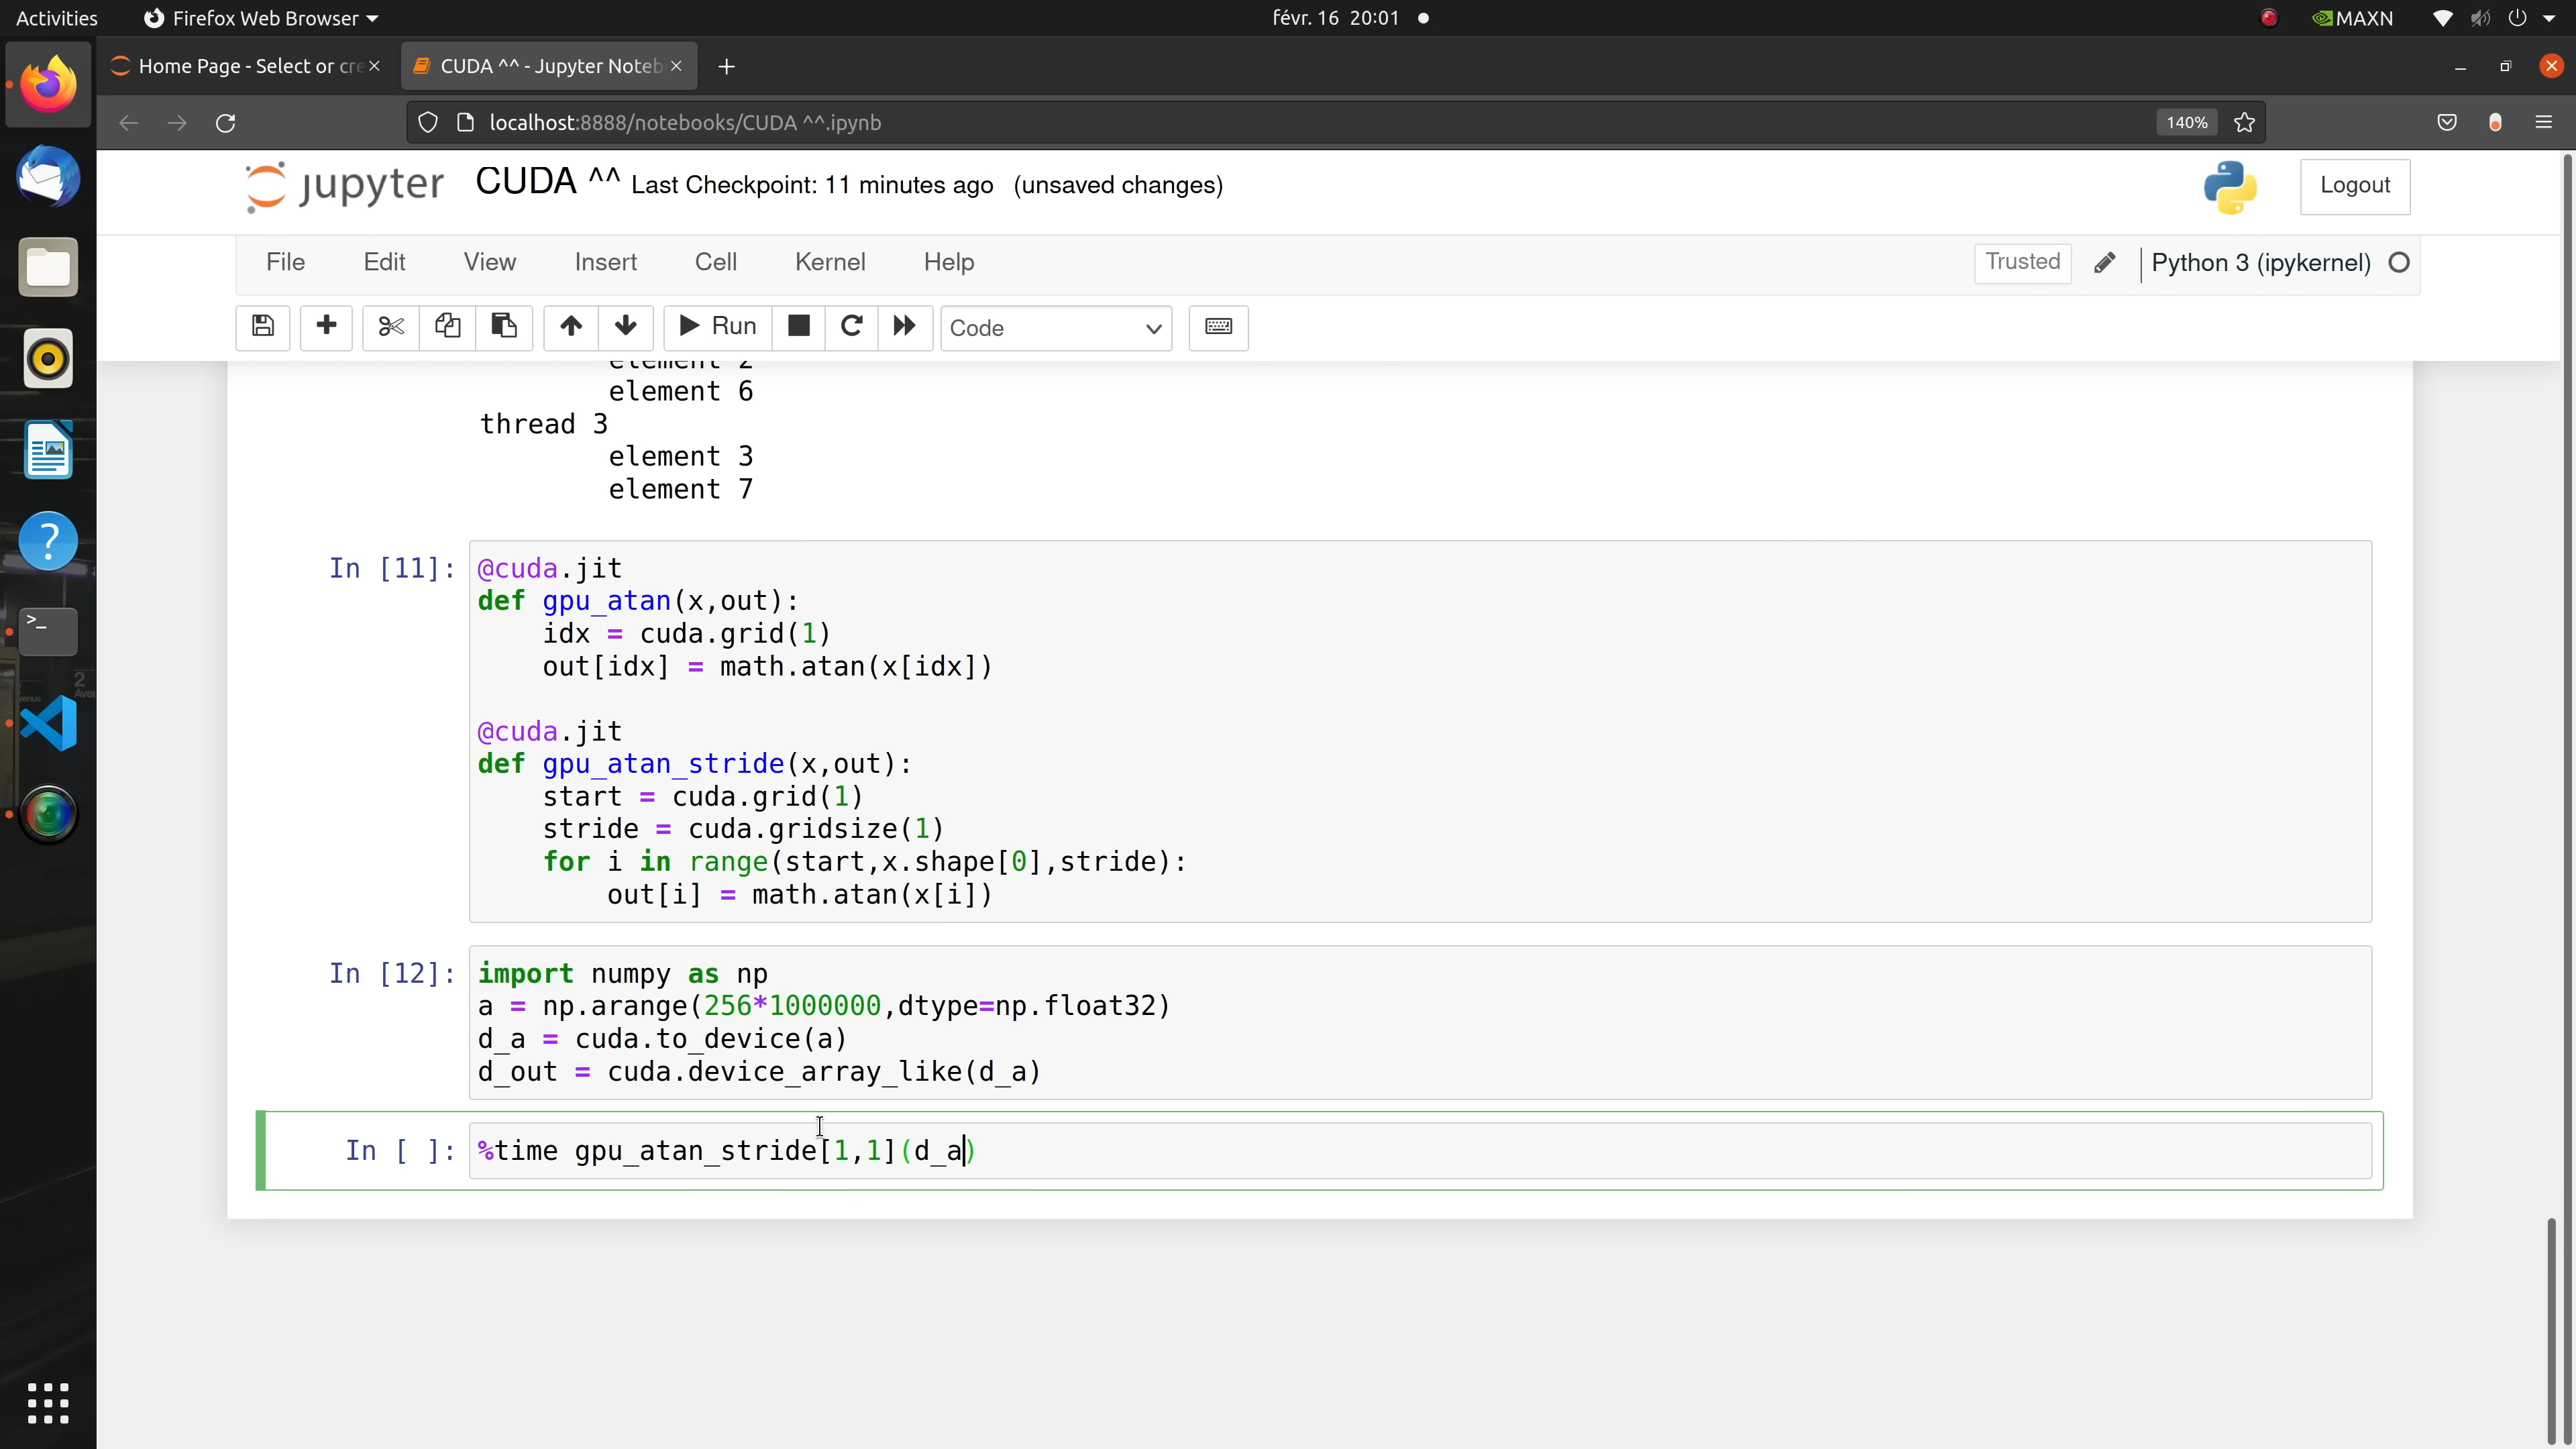 Activities Firefox Web Browser févr. 16 20:01 MAXN
Home Page - Select or cre CUDA ^^ - Jupyter Noteb
localhost:8888/notebooks/CUDA ^^.ipynb 140%
jupyter CUDA ^^ Last Checkpoint: 11 minutes ago (unsaved changes) Logout
File Edit View Insert Cell Kernel Help Trusted Python 3 (ipykernel)
Run Code
element 2
element 6
thread 3
element 3
element 7
In [11]: @cuda.jit
def gpu_atan(x,out):
idx = cuda.grid(1)
out[idx] = math.atan(x[idx])
@cuda.jit
def gpu_atan_stride(x,out):
start = cuda.grid(1)
stride = cuda.gridsize(1)
for i in range(start,x.shape[0],stride):
out[i] = math.atan(x[i])
In [12]: import numpy as np
a = np.arange(256*1000000,dtype=np.float32)
d_a = cuda.to_device(a)
d_out = cuda.device_array_like(d_a)
In [ ]: %time gpu_atan_stride[1,1](d_a)